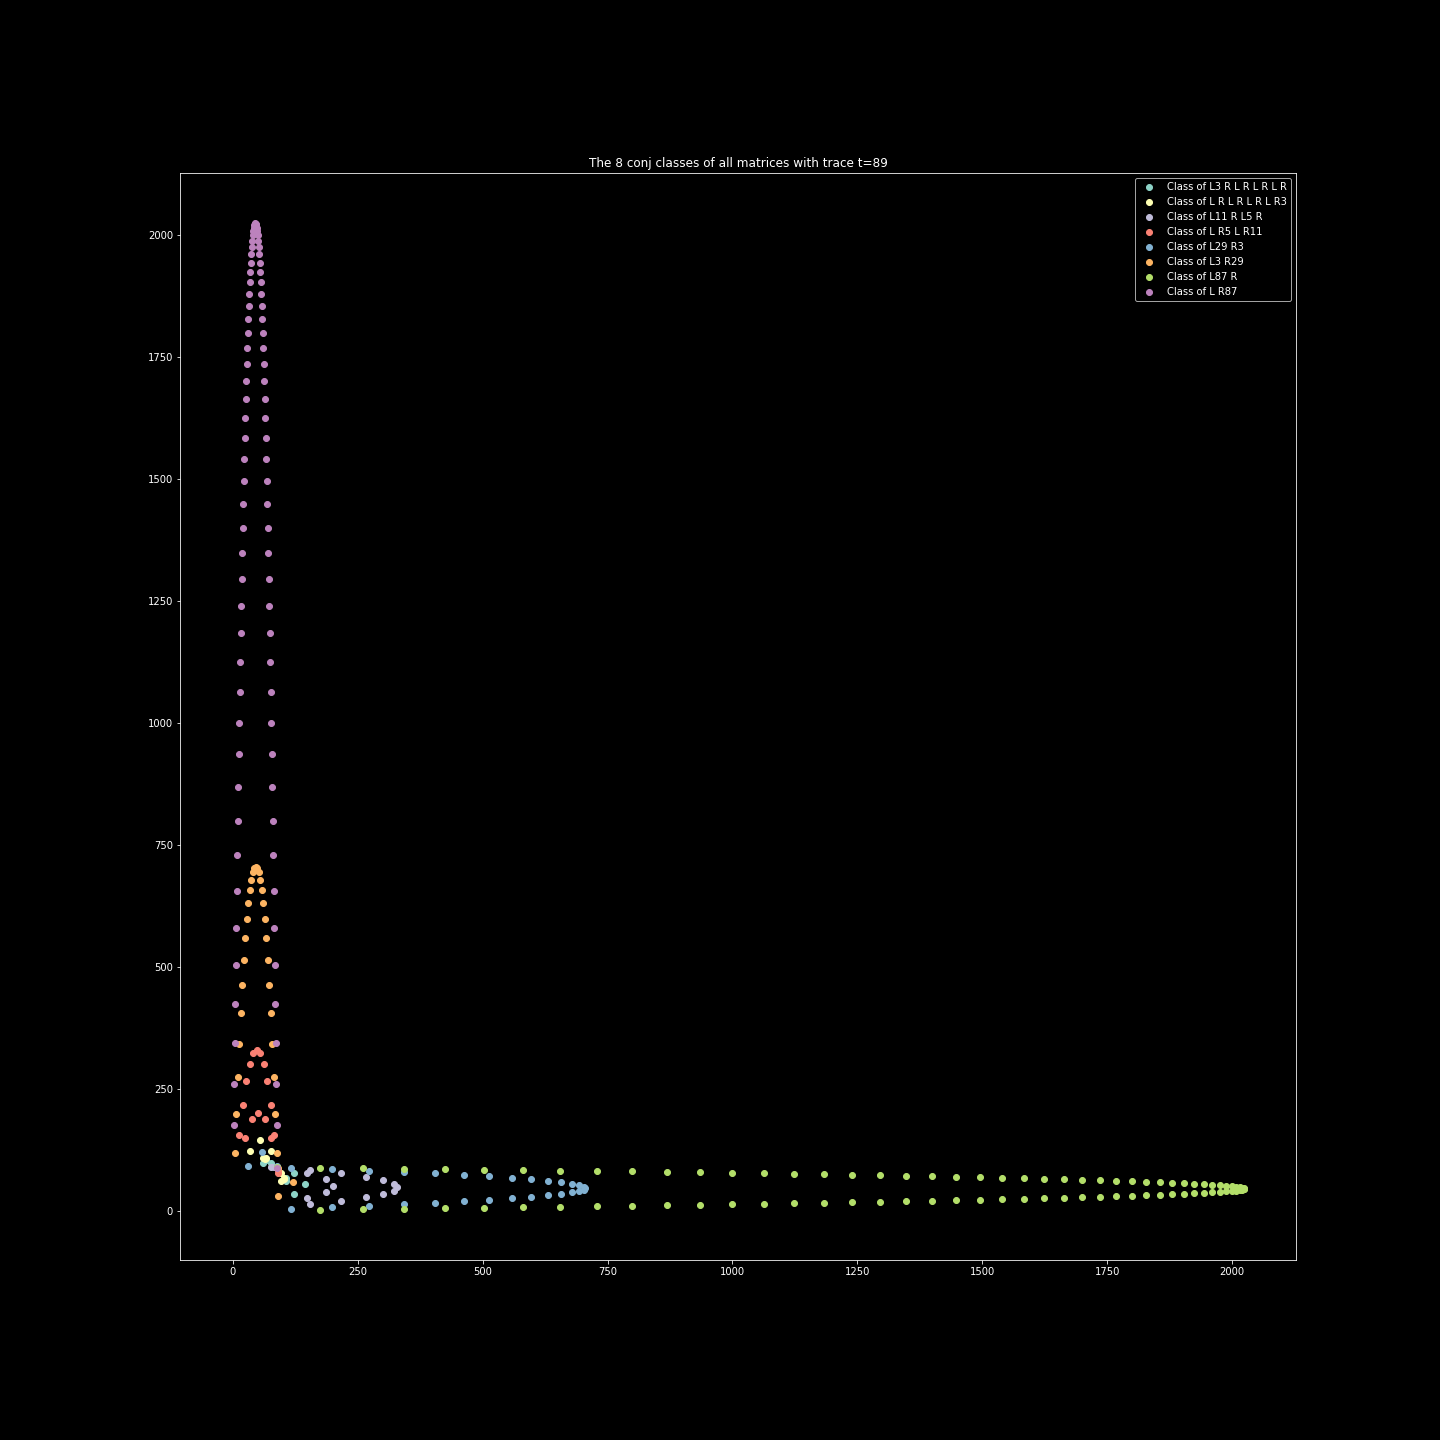 The 8 conj classes of all matrices with trace t=89
Class of L3 R L R L R L R
Class of L R L R L R L R3
Class of L11 R L5 R
Class of L R5 L R11
Class of L29 R3
Class of L3 R29
Class of L87 R
Class of L R87
2000
1750
1500
1250
1000
750
500
250
0
0 250 500 750 1000 1250 1500 1750 2000